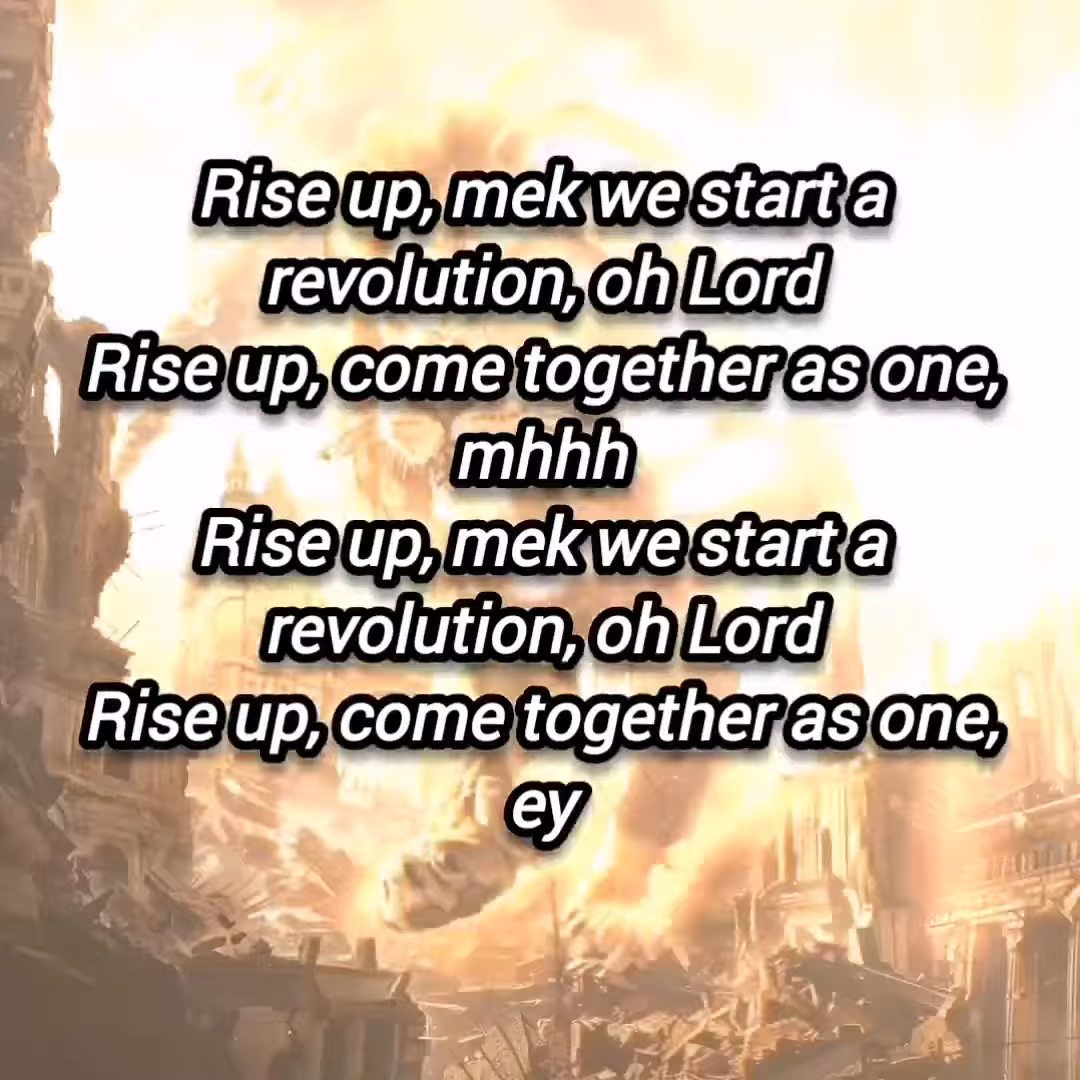 Rise up, mek we start a
revolution, oh Lord
Rise up, come together as one,
mhhh
Rise up, mek we start a
revolution, oh Lord
Rise up, come together as one,
ey